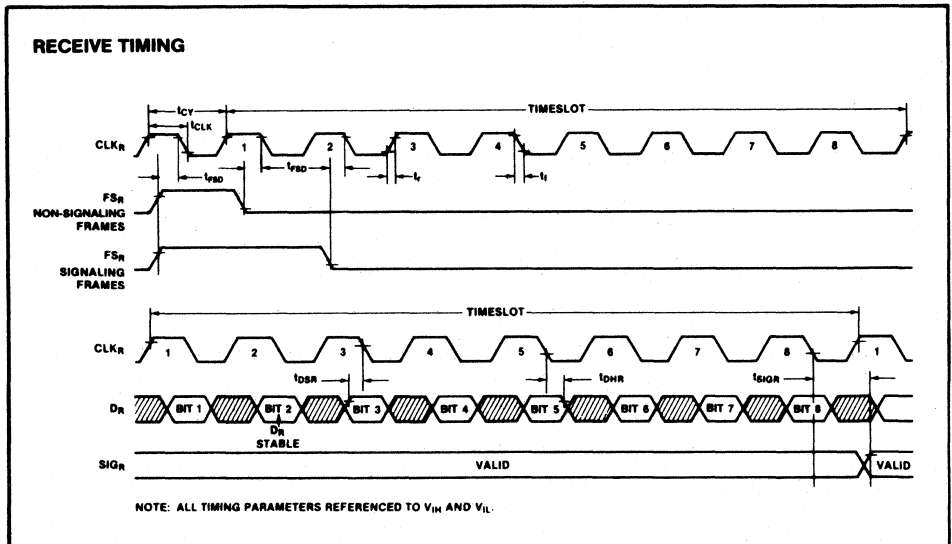 RECEIVE TIMING
tCY
TIMESLOT
tCLK
CLKR
1 2 3 4 5 6 7 8
tFSD
tFSD
tr
tf
FSR
NON-SIGNALING
FRAMES
FSR
SIGNALING
FRAMES
TIMESLOT
CLKR
1 2 3 4 5 6 7 8 1
tDSR
tDHR
tSIGR
DR
BIT 1 BIT 2 BIT 3 BIT 4 BIT 5 BIT 6 BIT 7 BIT 8
DR
STABLE
SIGR
VALID
VALID
NOTE: ALL TIMING PARAMETERS REFERENCED TO VIH AND VIL.